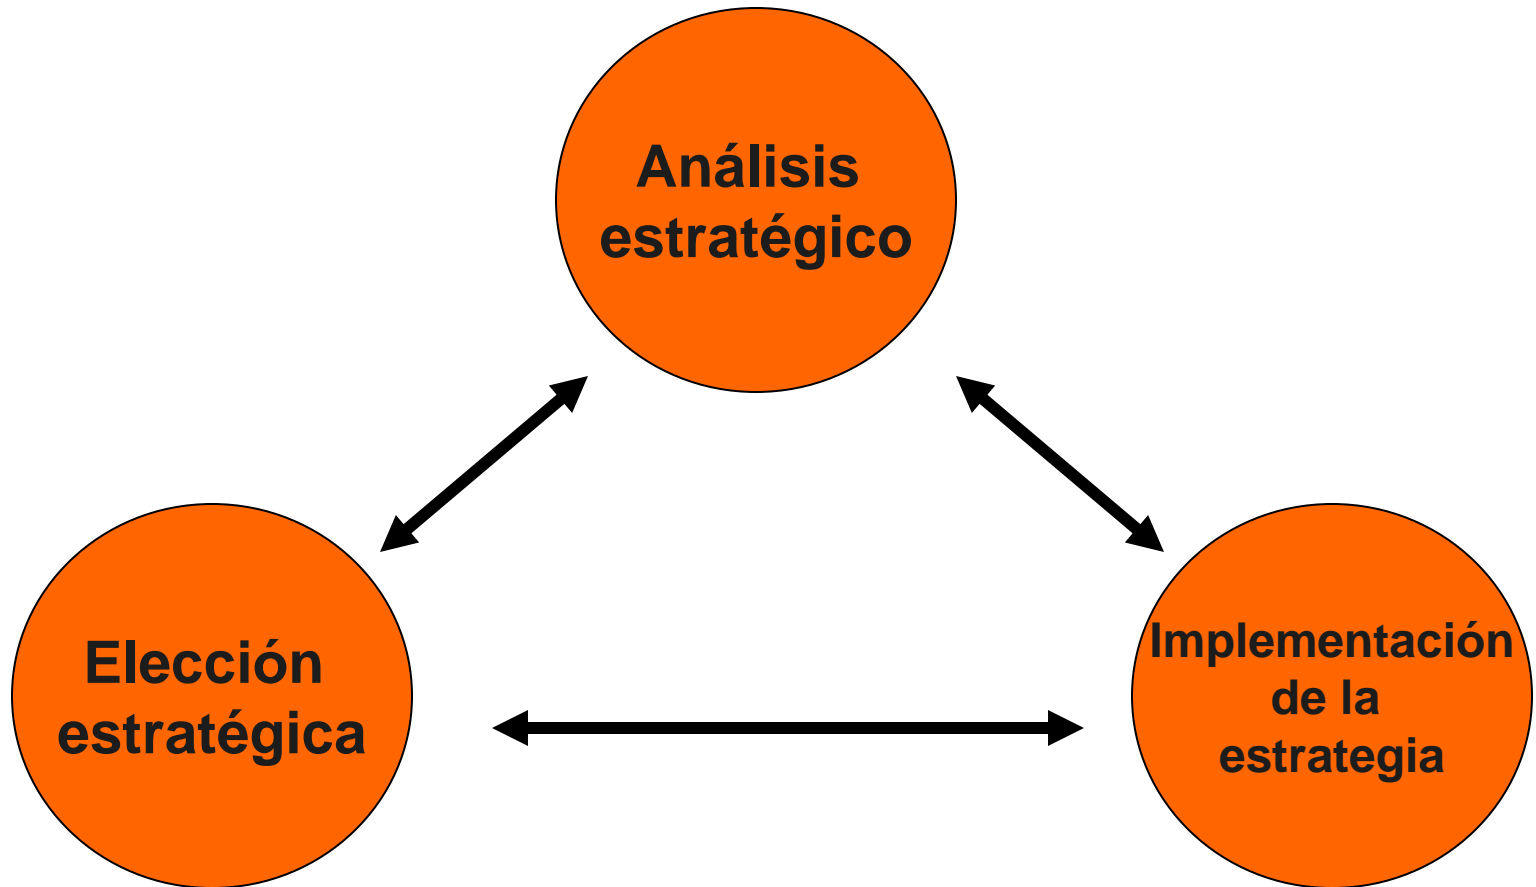 Análisis
estratégico
Elección
estratégica
Implementación
de la
estrategia